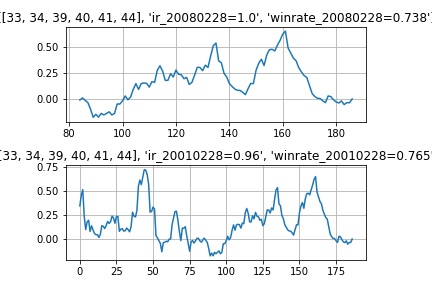 [[33, 34, 39, 40, 41, 44], 'ir_20080228=1.0', 'winrate_20080228=0.738']
0.50
0.25
0.00
80 100 120 140 160 180
[33, 34, 39, 40, 41, 44], 'ir_20010228=0.96', 'winrate_20010228=0.765'
0.75
0.50
0.25
0.00
0 25 50 75 100 125 150 175